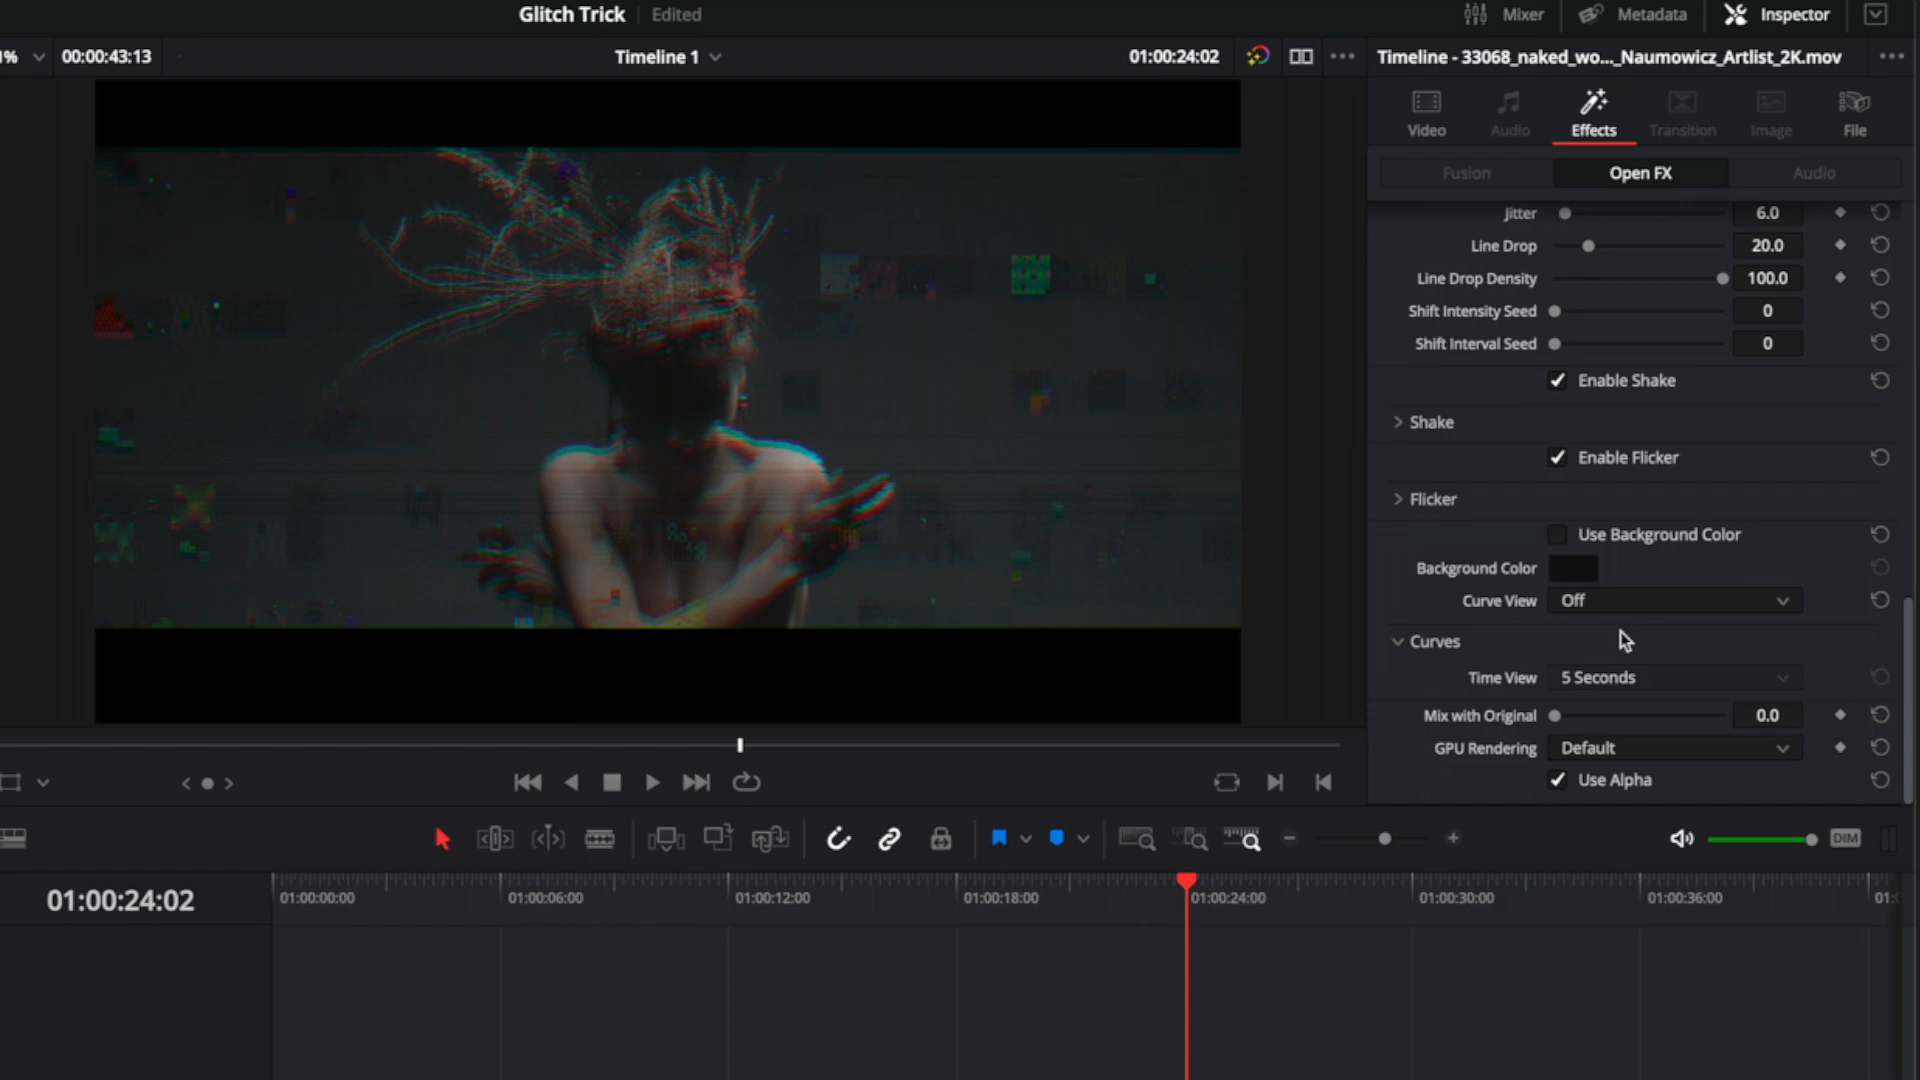 Glitch Trick
Edited
Mixer
Metadata
Inspector
1%
00:00:43:13
Timeline 1
01:00:24:02
Timeline - 33068_naked_wo..._Naumowicz_Artlist_2K.mov
Video
Audio
Effects
Transition
Image
File
Fusion
Open FX
Audio
Jitter 6.0
Line Drop 20.0
Line Drop Density 100.0
Shift Intensity Seed 0
Shift Interval Seed 0
Enable Shake
Shake
Enable Flicker
Flicker
Use Background Color
Background Color
Curve View Off
Curves
Time View 5 Seconds
Mix with Original 0.0
GPU Rendering Default
Use Alpha
DIM
01:00:24:02
01:00:00:00
01:00:06:00
01:00:12:00
01:00:18:00
01:00:24:00
01:00:30:00
01:00:36:00